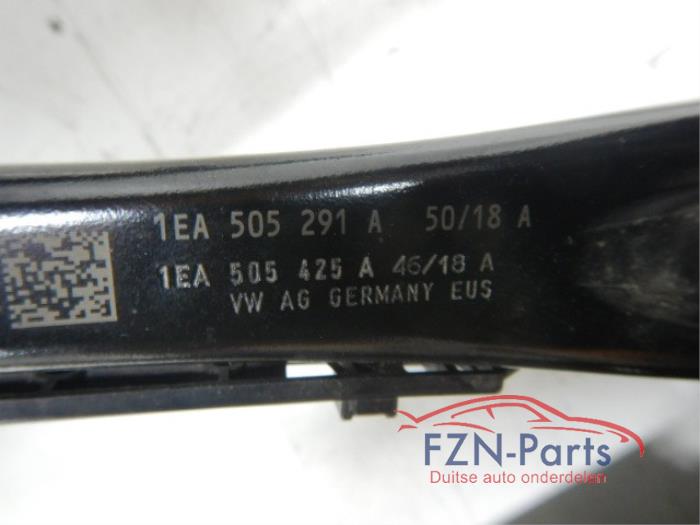 1EA 505 291 A 50/18 A
1EA 505 425 A 46/18 A
VW AG GERMANY EUS
FZN-Parts
Duitse auto onderdelen